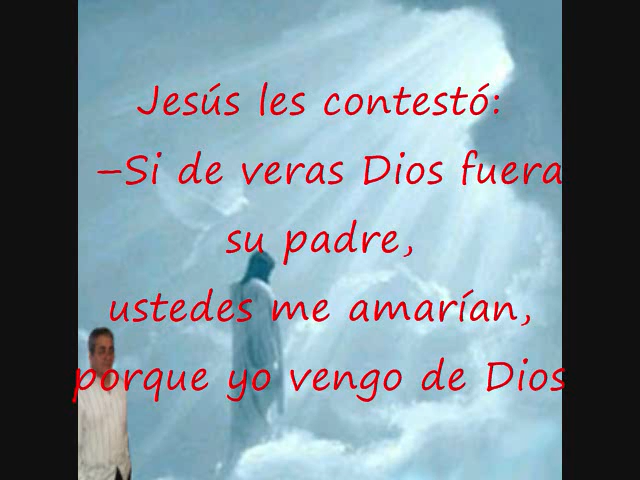 Jesús les contestó:
–Si de veras Dios fuera
su padre,
ustedes me amarían,
porque yo vengo de Dios